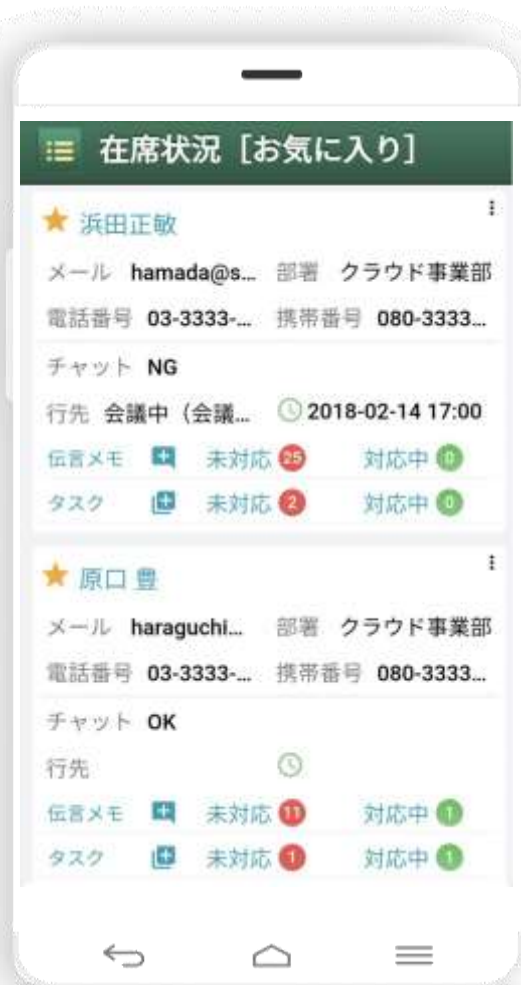 在席状況［お気に入り］
浜田正敏
メール hamada@s... 部署 クラウド事業部
電話番号 03-3333-... 携帯番号 080-3333...
チャット NG
行先 会議中（会議... 2018-02-14 17:00
伝言メモ 未対応 25 対応中 0
タスク 未対応 2 対応中 0
原口 豊
メール haraguchi... 部署 クラウド事業部
電話番号 03-3333-... 携帯番号 080-3333...
チャット OK
行先
伝言メモ 未対応 11 対応中 1
タスク 未対応 1 対応中 1